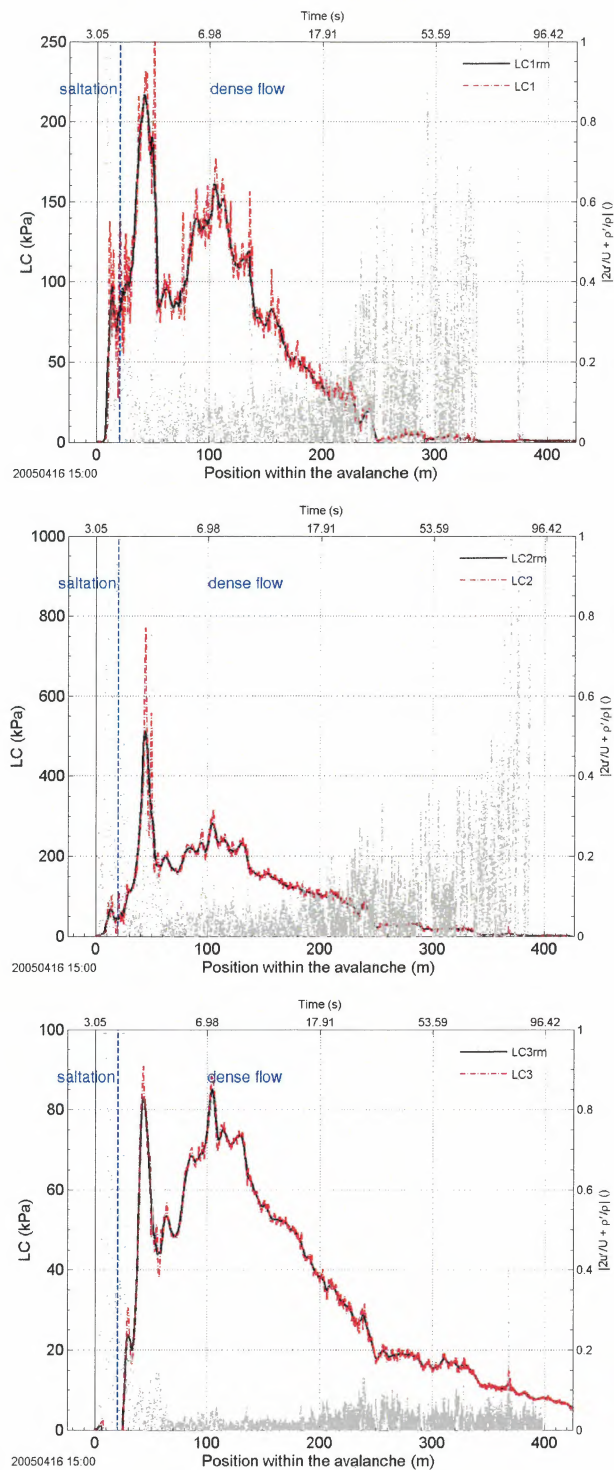 Time (s)
3.05 6.98 17.91 53.59 96.42
250 1
LC1rm
LC1
saltation dense flow
200 0.8
150 0.6
LC (kPa)
|2u'/U + ρ'/ρ| ()
100 0.4
50 0.2
0 0
0 100 200 300 400
20050416 15:00 Position within the avalanche (m)
Time (s)
3.05 6.98 17.91 53.59 96.42
1000 1
LC2rm
LC2
saltation dense flow
800 0.8
600 0.6
LC (kPa)
|2u'/U + ρ'/ρ| ()
400 0.4
200 0.2
0 0
0 100 200 300 400
20050416 15:00 Position within the avalanche (m)
Time (s)
3.05 6.98 17.91 53.59 96.42
100 1
LC3rm
LC3
saltation dense flow
80 0.8
60 0.6
LC (kPa)
|2u'/U + ρ'/ρ| ()
40 0.4
20 0.2
0 0
0 100 200 300 400
20050416 15:00 Position within the avalanche (m)